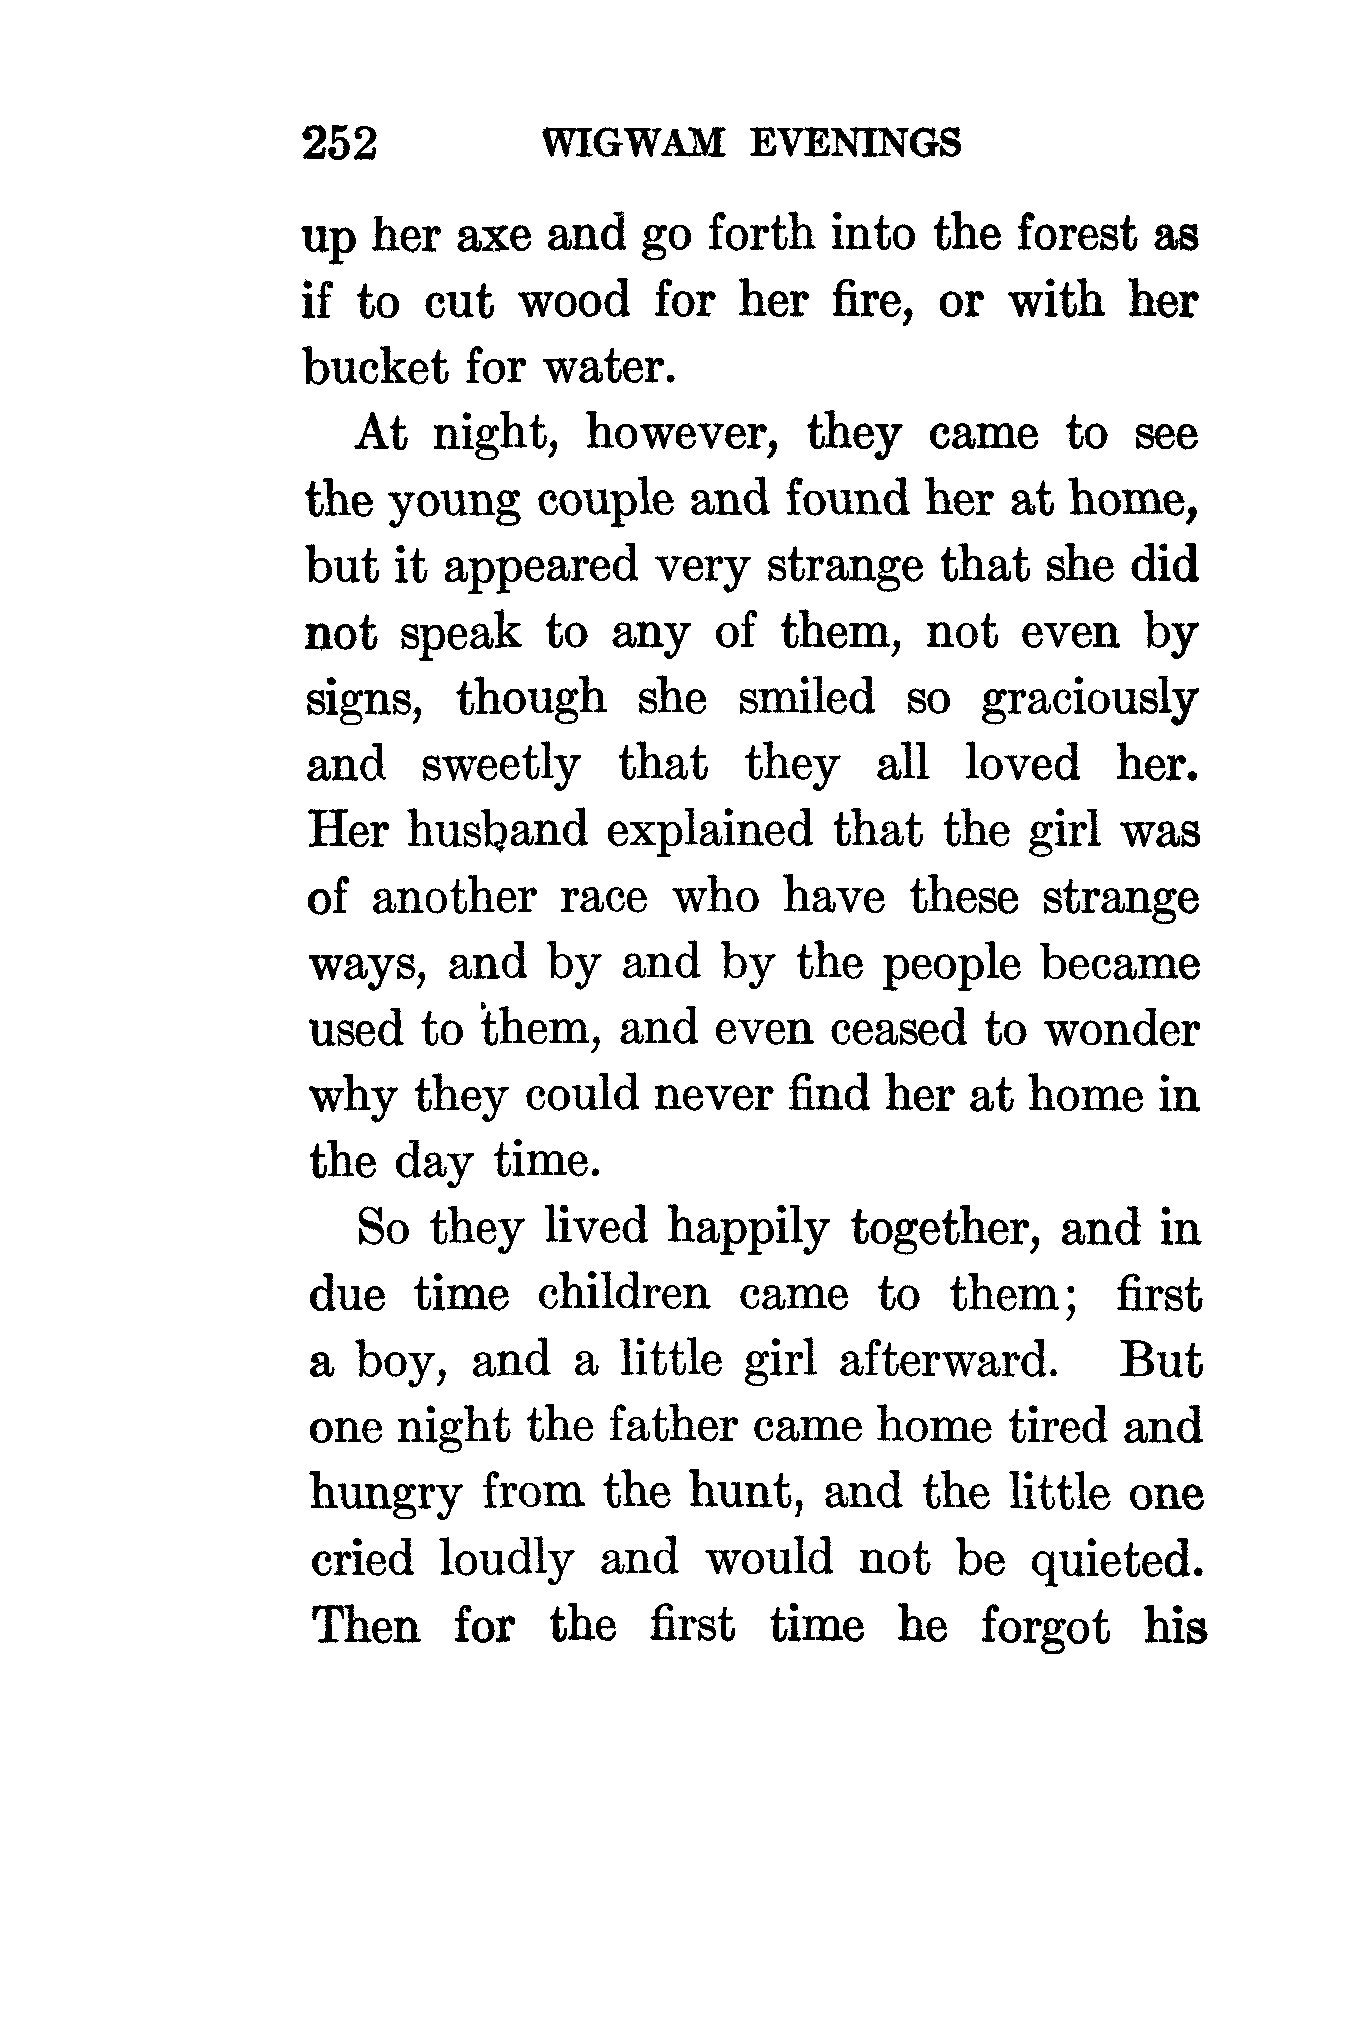 252 WIGWAM EVENINGS
up her axe and go forth into the forest as
if to cut wood for her fire, or with her
bucket for water.
At night, however, they came to see
the young couple and found her at home,
but it appeared very strange that she did
not speak to any of them, not even by
signs, though she smiled so graciously
and sweetly that they all loved her.
Her husband explained that the girl was
of another race who have these strange
ways, and by and by the people became
used to them, and even ceased to wonder
why they could never find her at home in
the day time.
So they lived happily together, and in
due time children came to them; first
a boy, and a little girl afterward. But
one night the father came home tired and
hungry from the hunt, and the little one
cried loudly and would not be quieted.
Then for the first time he forgot his